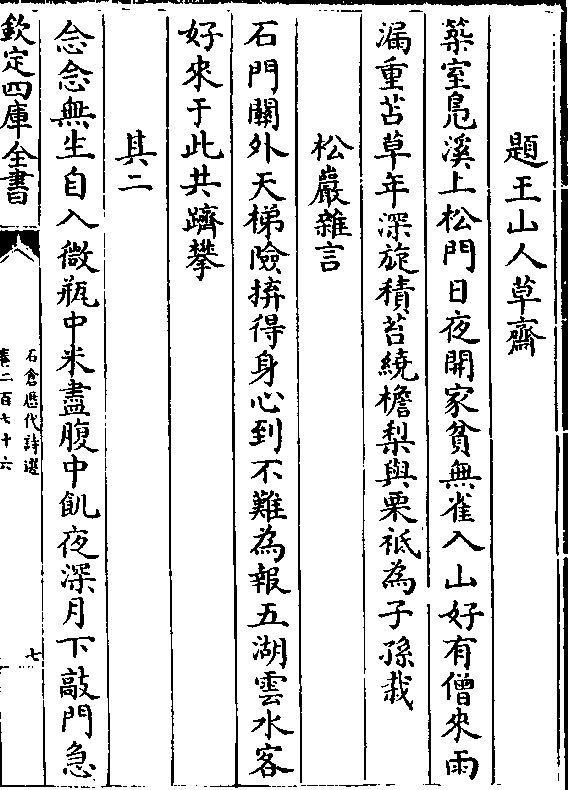 題王山人草齋
築室鳬溪上松門日夜開家貧無雀入山好有僧來雨
漏重苫草年深旋積苔繞檐梨與栗祗為子孫栽
松巖雜言
石門關外天梯險拚得身心到不難為報五湖雲水客
好來于此共躋攀
其二
念念無生自入微瓶中米盡腹中飢夜深月下敲門急
欽定四庫全書
石倉歷代詩選
卷二百七十六
七